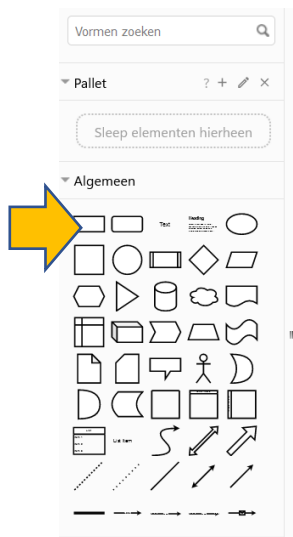 Vormen zoeken
Pallet ?
Sleep elementen hierheen
Algemeen
Text Heading
List Item